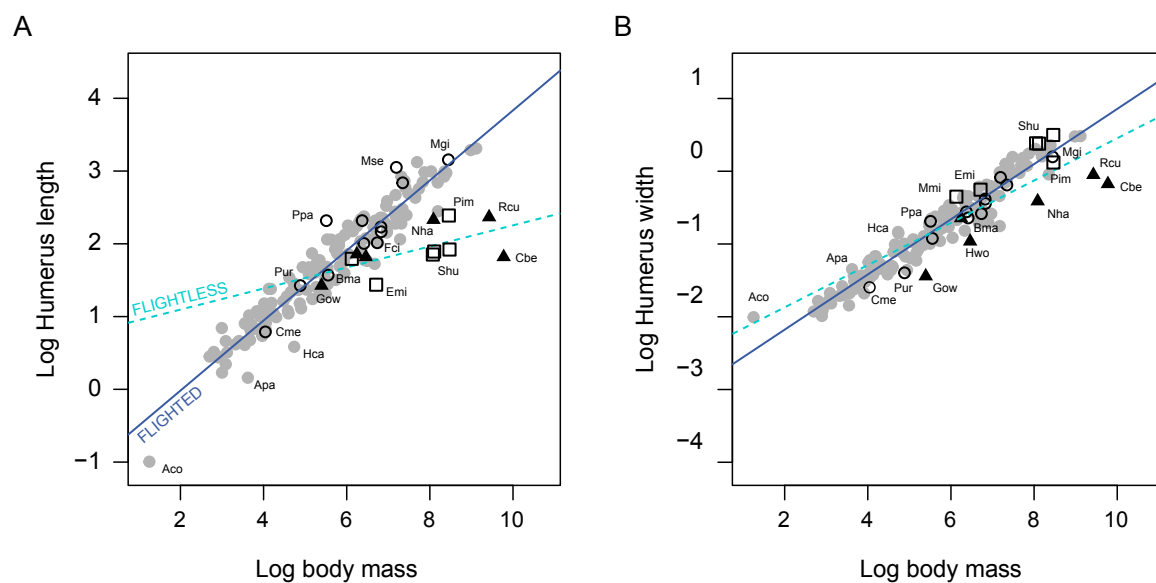 A
Log Humerus length
4
3
2
1
0
−1
Mgi
Mse
Pim
Rcu
Ppa
Nha
Fci
Cbe
Pur
Bma
Shu
FLIGHTLESS
Gow
Emi
Cme
Hca
Apa
FLIGHTED
Aco
2
4
6
8
10
Log body mass
B
Log Humerus width
1
0
−1
−2
−3
−4
Shu
Mgi
Emi
Rcu
Mmi
Pim
Cbe
Ppa
Nha
Hca
Bma
Hwo
Apa
Pur
Gow
Cme
Aco
2
4
6
8
10
Log body mass